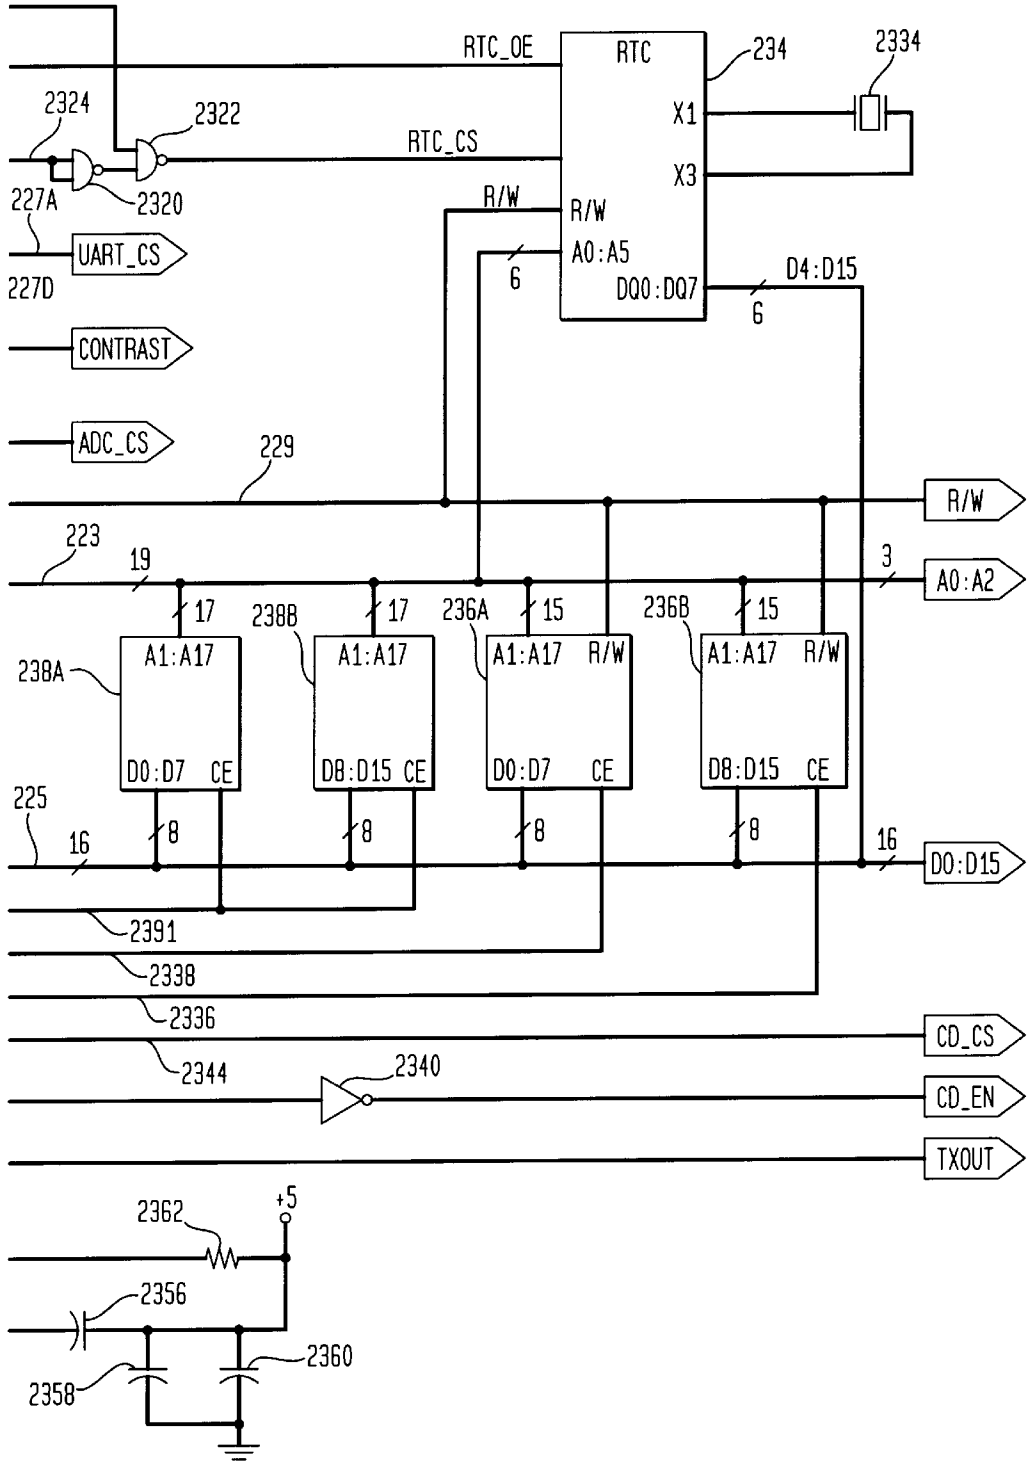 RTC_OE
RTC
234
2334
X1
2324
2322
RTC_CS
X3
227A
2320
R/W
R/W
UART_CS
A0:A5
6
D4:D15
227D
DQ0:DQ7
6
CONTRAST
ADC_CS
229
R/W
223
19
3
A0:A2
17
238B
17
236A
15
236B
15
238A
A1:A17
A1:A17
A1:A17 R/W
A1:A17 R/W
D0:D7 CE
D8:D15 CE
D0:D7 CE
D8:D15 CE
225
16
8
8
8
8
16
D0:D15
2391
2338
2336
CD_CS
2344
2340
CD_EN
TXOUT
+5
2362
2356
2360
2358